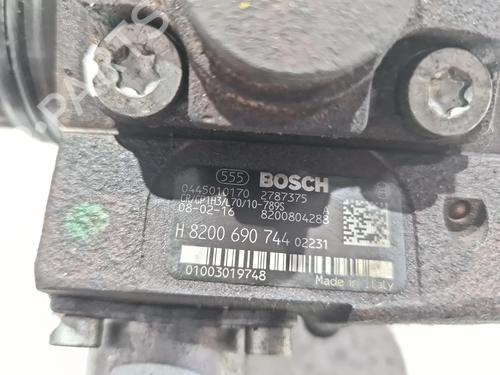 555 BOSCH
0445010170 2787375
CR/CP1H3/L70/10-789S
08-02-16 8200804288
H 8200 690 744 02231
01003019748 Made in Italy